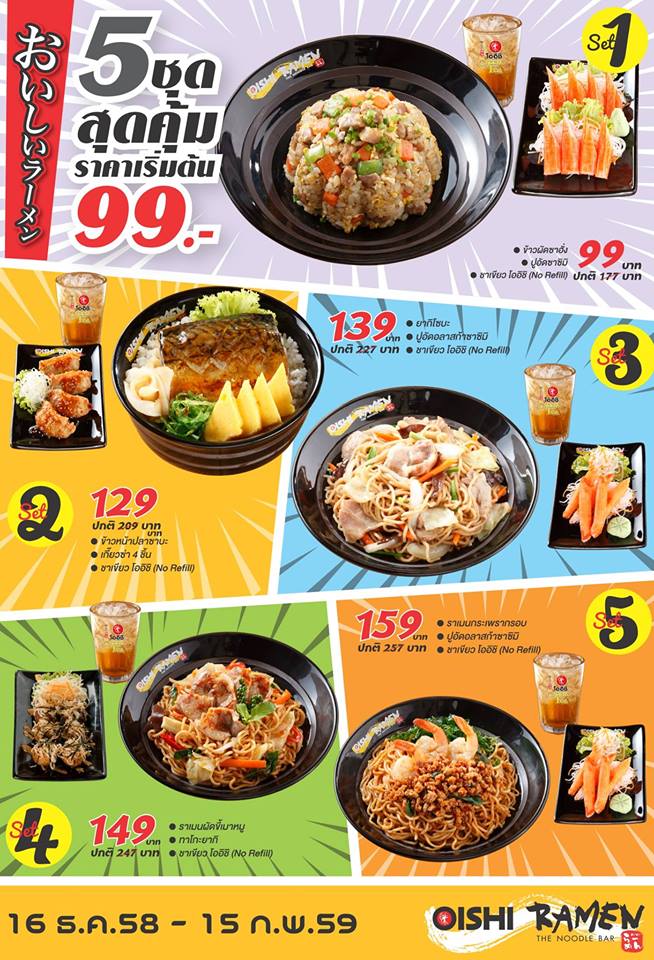 おいしいラーメン
5 ชุด
สุดคุ้ม
ราคาเริ่มต้น
99.-
OISHI RAMEN
Set 1
• ข้าวผัดซาฮั่ง
• ปูอัดซาซิมิ
• ชาเขียว โออิชิ (No Refill)
99 บาท
ปกติ 177 บาท
OISHI RAMEN
Set 2
129 บาท
ปกติ 209 บาท
• ข้าวหน้าปลาซาบะ
• เกี๊ยวซ่า 4 ชิ้น
• ชาเขียว โออิชิ (No Refill)
139 บาท
ปกติ 227 บาท
• ยากิโซบะ
• ปูอัดอลาสก้าซาซิมิ
• ชาเขียว โออิชิ (No Refill)
Set 3
OISHI RAMEN
OISHI RAMEN
Set 4
149 บาท
ปกติ 247 บาท
• ราเมนผัดขี้เมาหมู
• ทาโกะยากิ
• ชาเขียว โออิชิ (No Refill)
159 บาท
ปกติ 257 บาท
• ราเมนกระเพรากรอบ
• ปูอัดอลาสก้าซาซิมิ
• ชาเขียว โออิชิ (No Refill)
Set 5
OISHI RAMEN
16 ธ.ค.58 - 15 ก.พ.59
OISHI RAMEN
THE NOODLE BAR